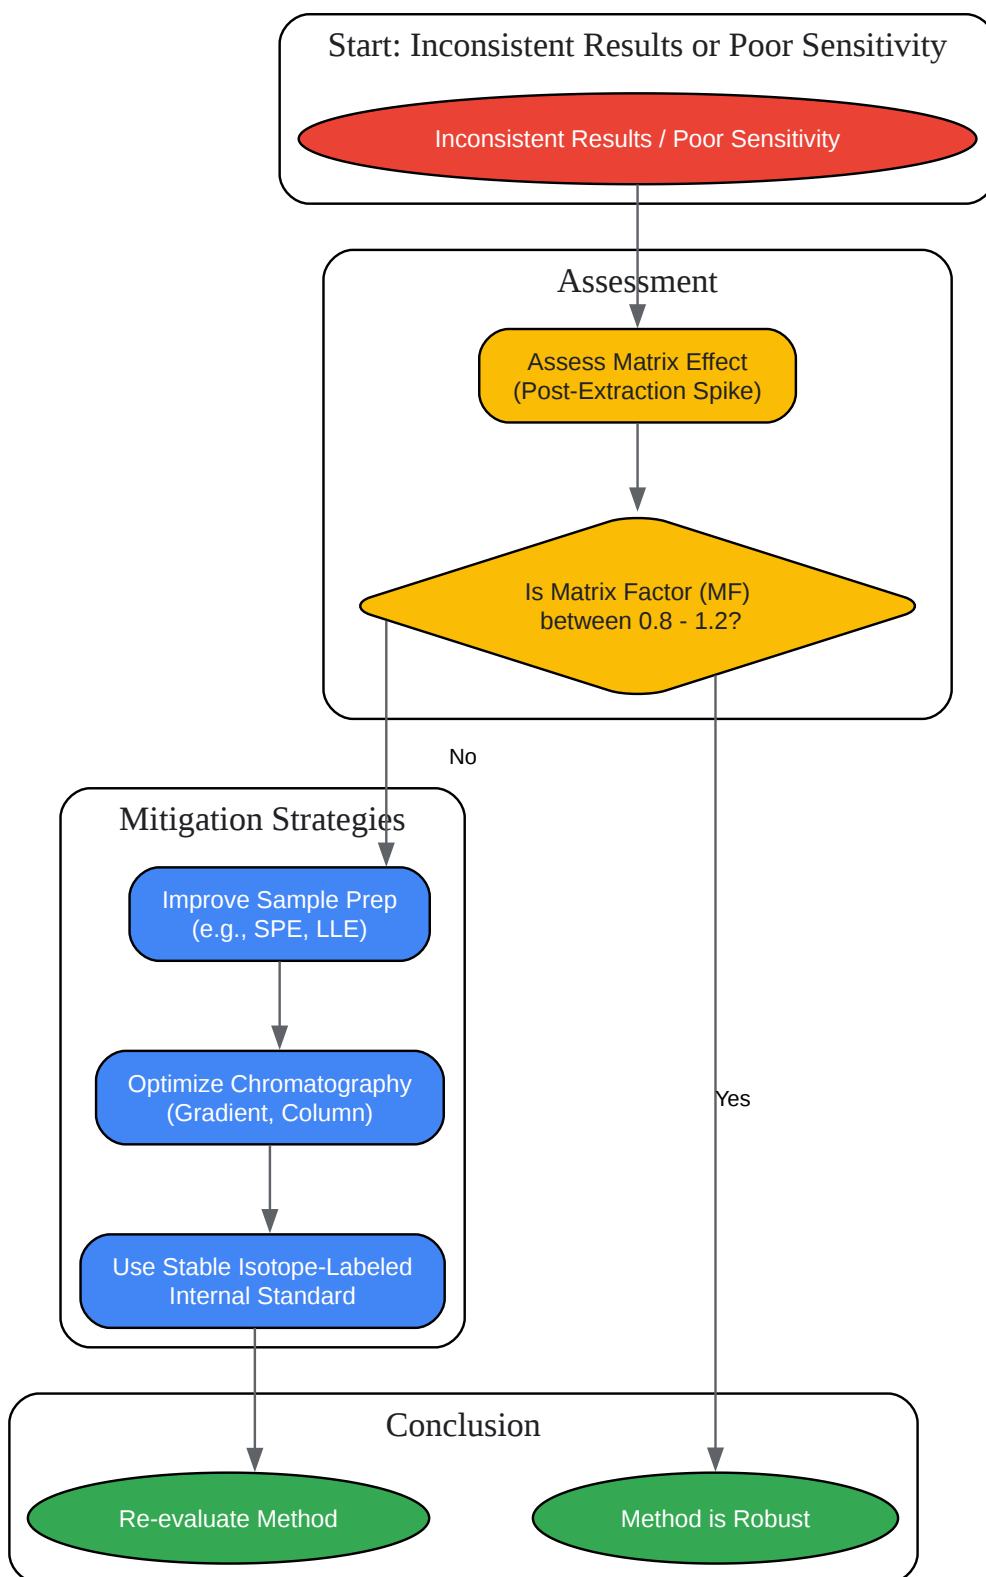 Start: Inconsistent Results or Poor Sensitivity
Inconsistent Results / Poor Sensitivity
Assessment
Assess Matrix Effect
(Post-Extraction Spike)
Is Matrix Factor (MF)
between 0.8 - 1.2?
No
Mitigation Strategies
Improve Sample Prep
(e.g., SPE, LLE)
Optimize Chromatography
(Gradient, Column)
Yes
Use Stable Isotope-Labeled
Internal Standard
Conclusion
Re-evaluate Method
Method is Robust